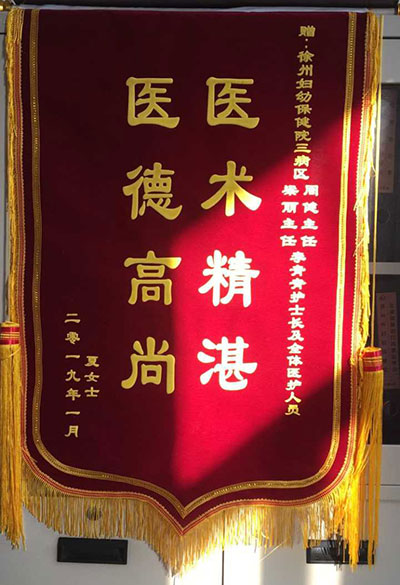 赠：徐州妇幼保健院三病区
周健主任
梁丽主任
李青青护士长及全体医护人员
医术精湛
医德高尚
夏女士
二零一九年一月